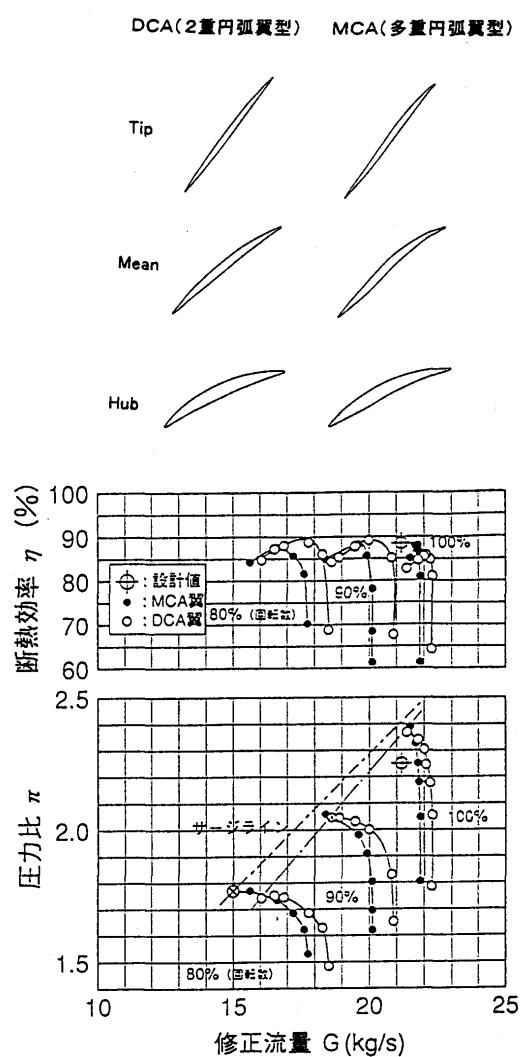 DCA(2重円弧翼型) MCA(多重円弧翼型)
Tip
Mean
Hub
断熱効率 η (%)
100
90
80
70
60
100%
90%
80% (回転数)
⊕ : 設計値
● : MCA翼
○ : DCA翼
圧力比 π
2.5
2.0
1.5
サージライン
100%
90%
80% (回転数)
10 15 20 25
修正流量 G (kg/s)